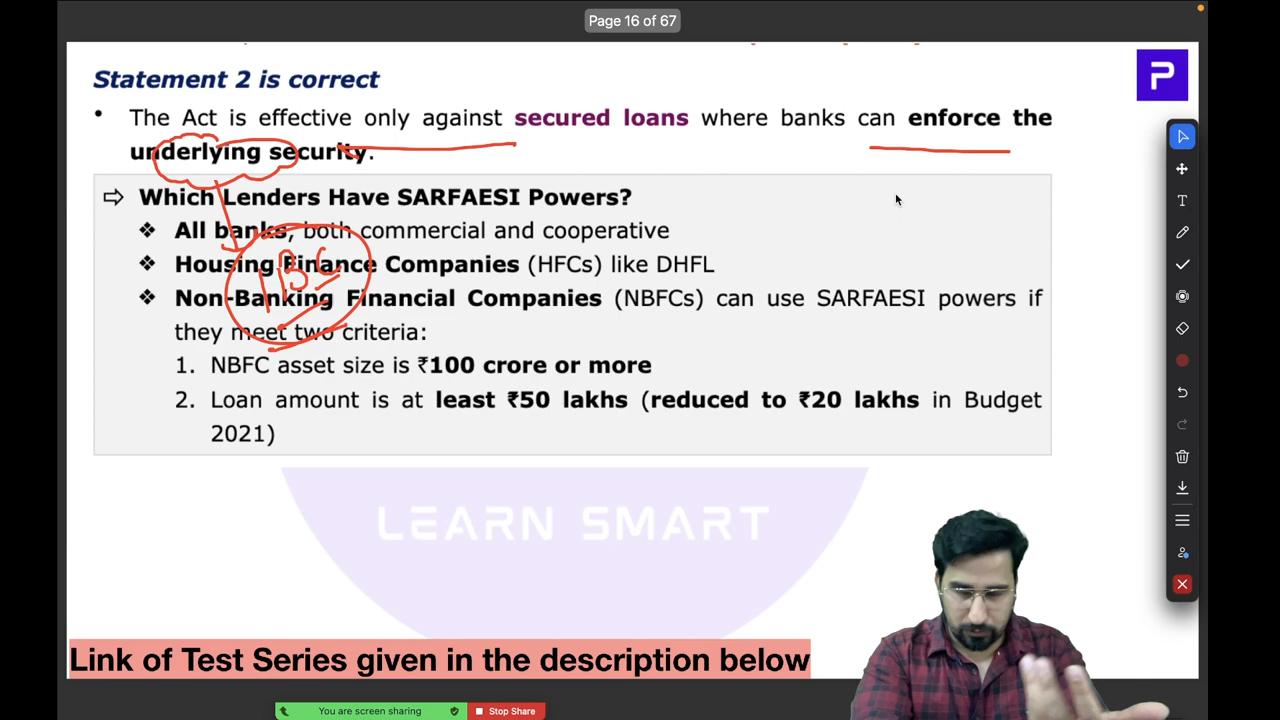 Page 16 of 67
Statement 2 is correct
P
• The Act is effective only against secured loans where banks can enforce the
underlying security.
⇨ Which Lenders Have SARFAESI Powers?
❖ All banks, both commercial and cooperative
❖ Housing Finance Companies (HFCs) like DHFL
IBC
❖ Non-Banking Financial Companies (NBFCs) can use SARFAESI powers if
they meet two criteria:
1. NBFC asset size is ₹100 crore or more
2. Loan amount is at least ₹50 lakhs (reduced to ₹20 lakhs in Budget
2021)
LEARN SMART
Link of Test Series given in the description below
You are screen sharing
Stop Share